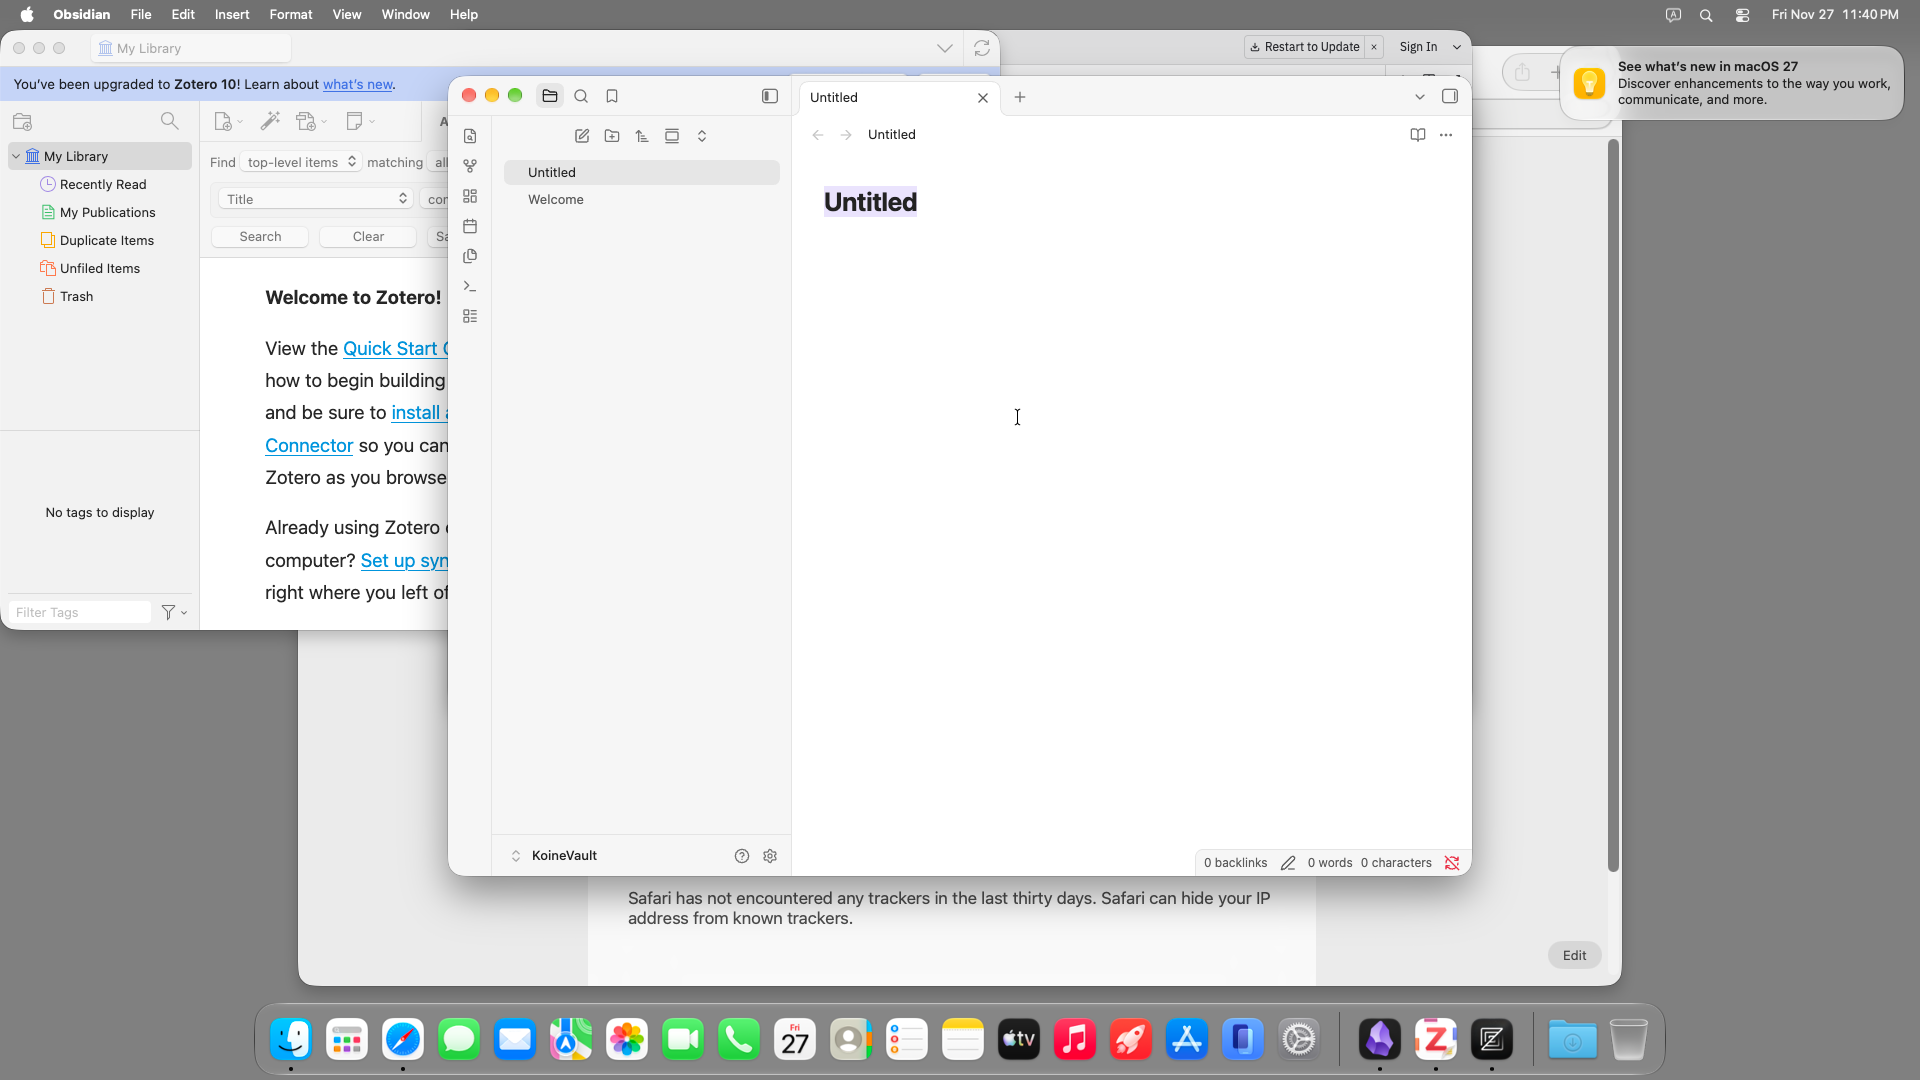 Obsidian File Edit Insert Format View Window Help
Fri Nov 27 11:40 PM
My Library
Restart to Update × Sign In
You've been upgraded to Zotero 10! Learn about what's new.
See what's new in macOS 27
Discover enhancements to the way you work,
communicate, and more.
My Library
Recently Read
My Publications
Duplicate Items
Unfiled Items
Trash
No tags to display
Filter Tags
Find top-level items matching
Title
Search Clear
Welcome to Zotero!
View the Quick Start
how to begin building
and be sure to install
Connector so you can
Zotero as you browse
Already using Zotero
computer? Set up
right where you left
Untitled
Welcome
KoineVault
Untitled
Untitled
Untitled
0 backlinks 0 words 0 characters
Safari has not encountered any trackers in the last thirty days. Safari can hide your IP
address from known trackers.
Edit
Fri
27
tv